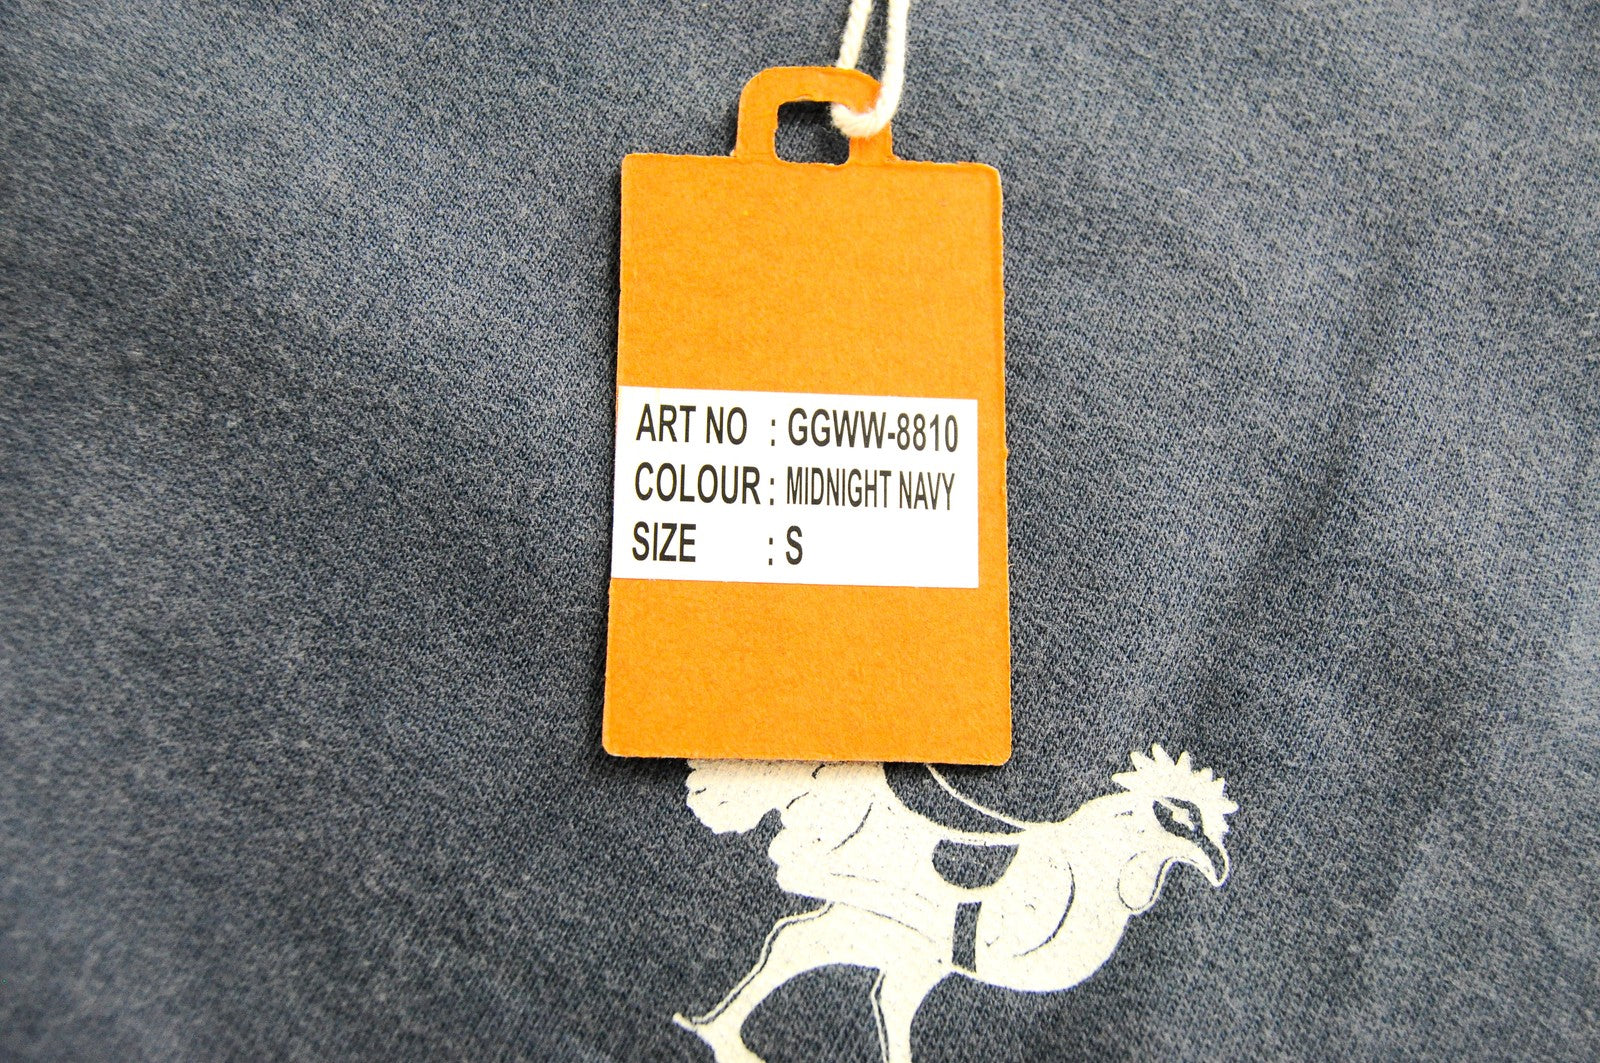 ART NO : GGWW-8810
COLOUR : MIDNIGHT NAVY
SIZE : S